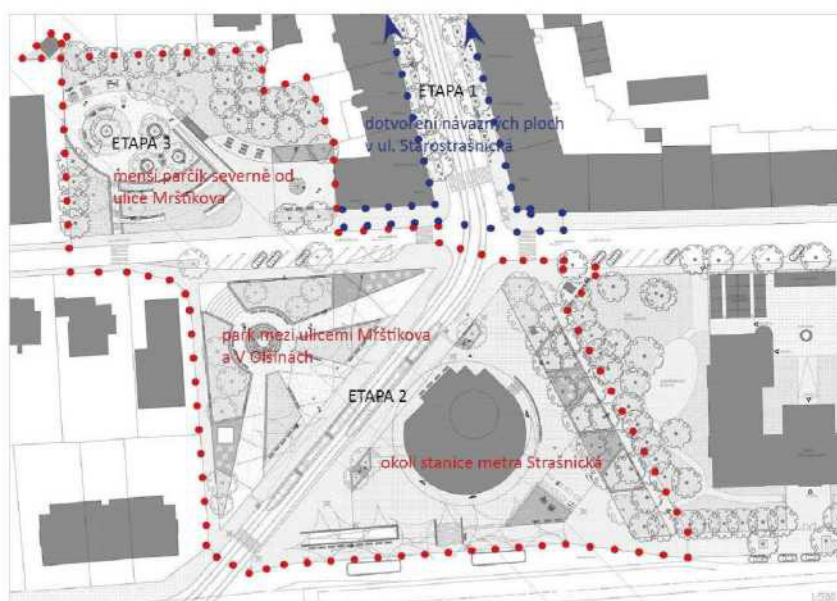 ETAPA 1
dotvoření návazných ploch
v ul. Starostrašnická
ETAPA 3
menší parčík severně od
ulice Mrštíkova
park mezi ulicemi Mrštíkova
a V Olšinách
ETAPA 2
okolí stanice metra Strašnická